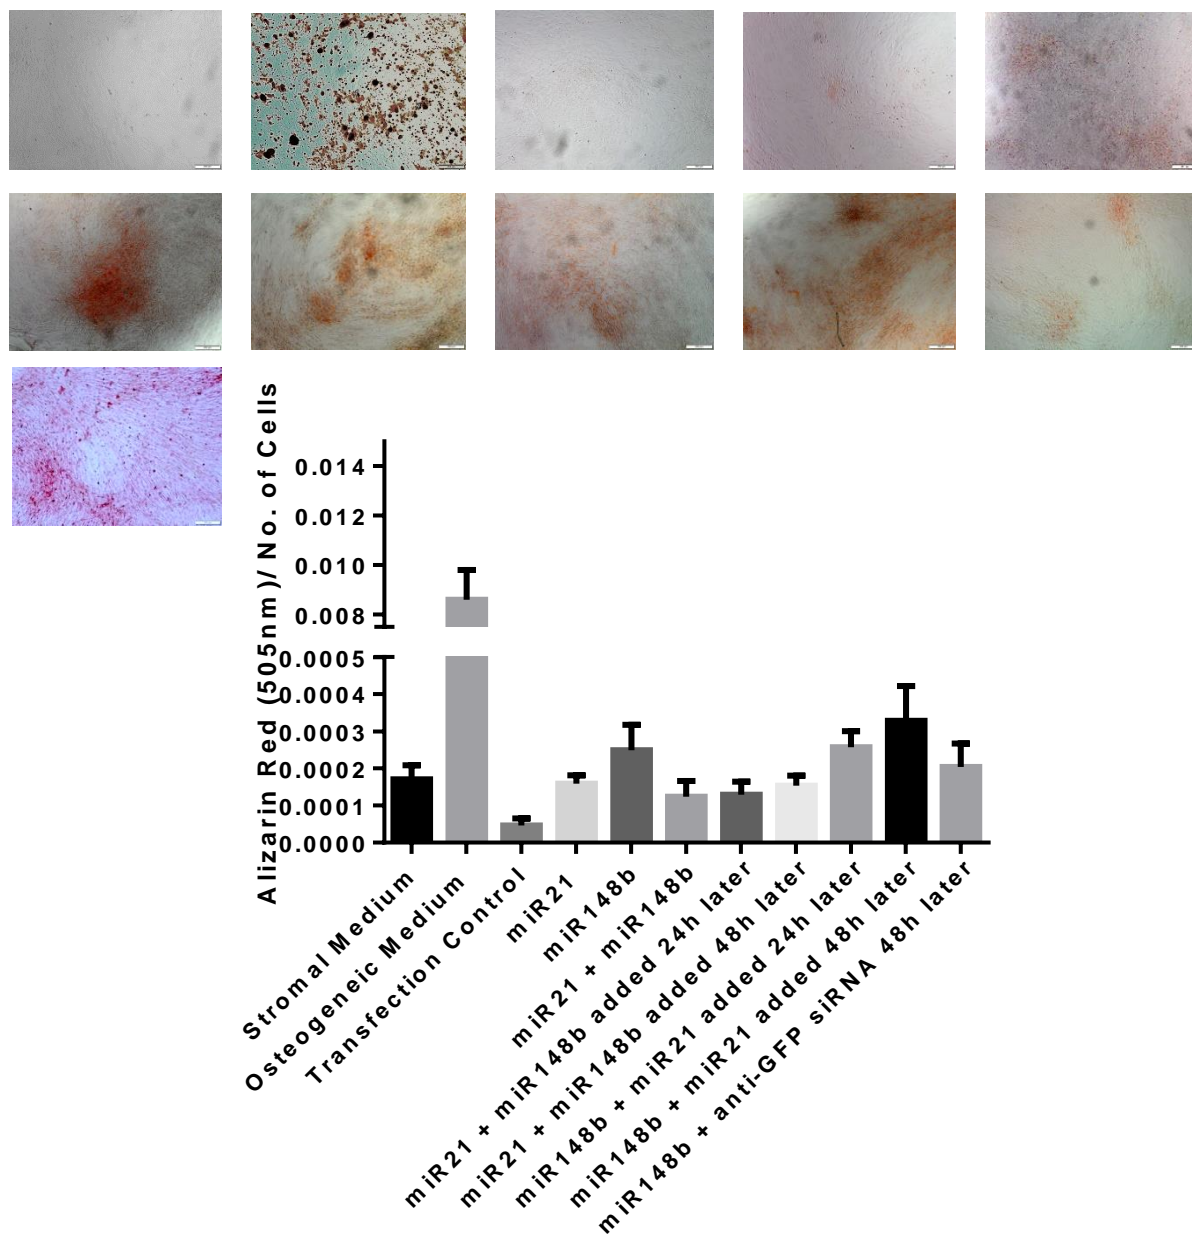 Alizarin Red (505nm)/ No. of Cells
0.014
0.012
0.010
0.008
0.0005
0.0004
0.0003
0.0002
0.0001
0.0000
Stromal Medium
Osteogeneic Medium
Transfection Control
miR21
miR148b
miR21 + miR148b
miR21 + miR148b added 24h later
miR21 + miR148b added 48h later
miR148b + miR21 added 24h later
miR148b + miR21 added 48h later
miR148b + anti-GFP siRNA 48h later